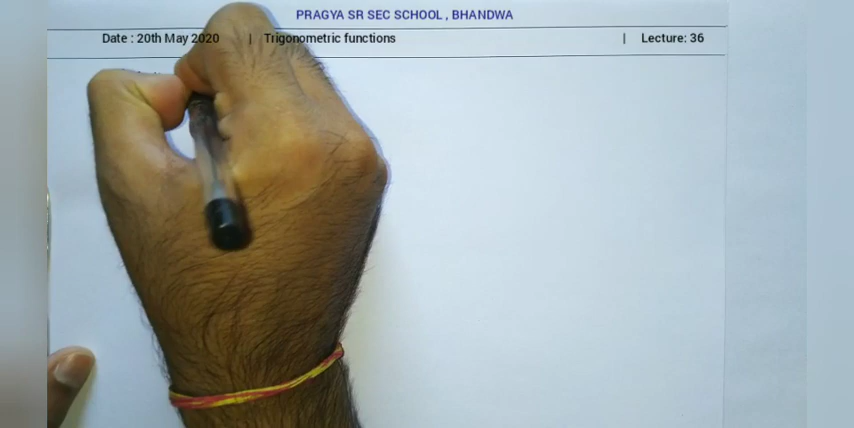 PRAGYA SR SEC SCHOOL , BHANDWA
Date : 20th May 2020 | Trigonometric functions | Lecture: 36